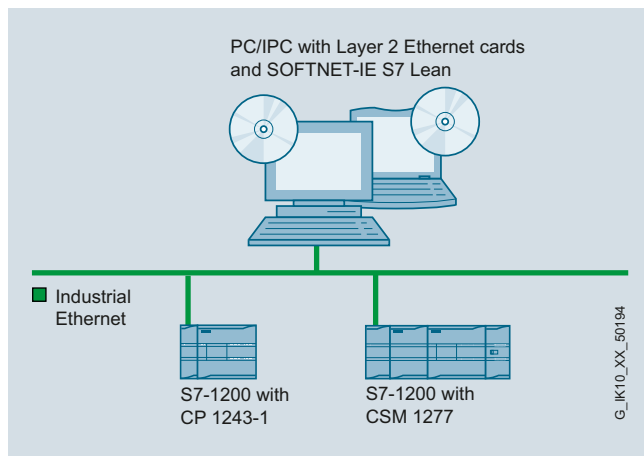 PC/IPC with Layer 2 Ethernet cards
and SOFTNET-IE S7 Lean
Industrial
Ethernet
S7-1200 with
CP 1243-1
S7-1200 with
CSM 1277
G_IK10_XX_50194